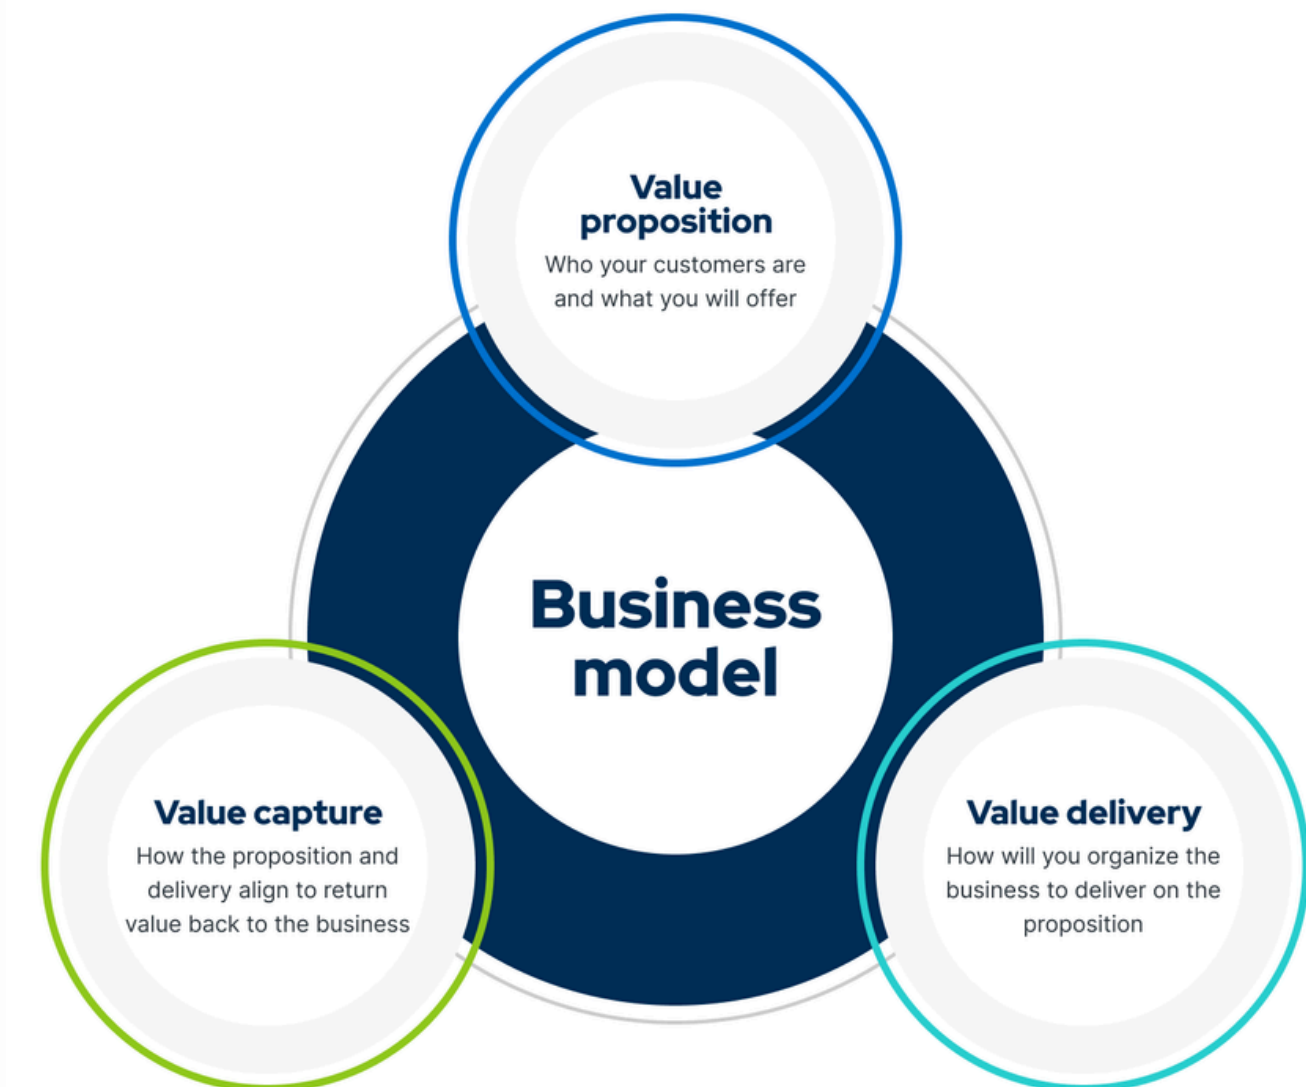 Value
proposition
Who your customers are
and what you will offer
Business
model
Value capture
How the proposition and
delivery align to return
value back to the business
Value delivery
How will you organize the
business to deliver on the
proposition